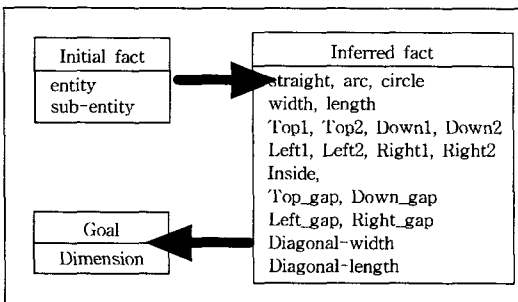 Initial fact
entity
sub-entity
Inferred fact
straight, arc, circle
width, length
Top1, Top2, Down1, Down2
Left1, Left2, Right1, Right2
Inside,
Top_gap, Down_gap
Left_gap, Right_gap
Diagonal-width
Diagonal-length
Goal
Dimension